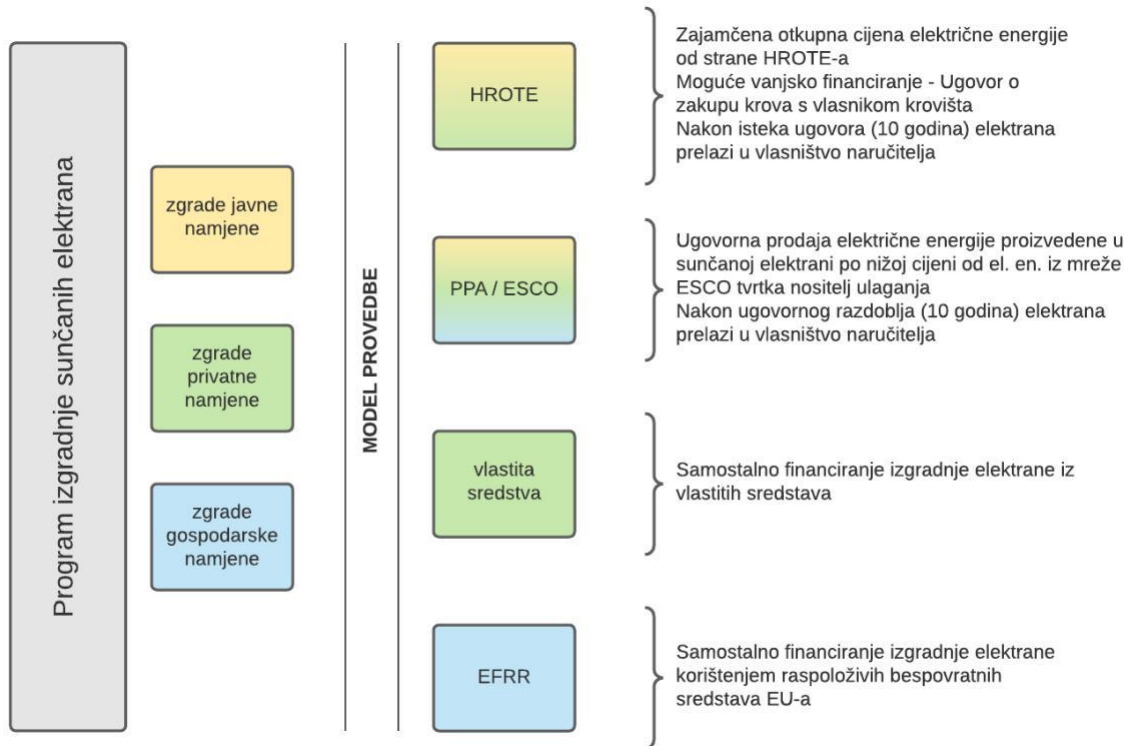 Program izgradnje sunčanih elektrana
zgrade javne
namjene
zgrade
privatne
namjene
zgrade
gospodarske
namjene
MODEL PROVEDBE
HROTE
Zajamčena otkupna cijena električne energije
od strane HROTE-a
Moguće vanjsko financiranje - Ugovor o
zakupu krova s vlasnikom krovišta
Nakon isteka ugovora (10 godina) elektrana
prelazi u vlasništvo naručitelja
PPA / ESCO
Ugovorna prodaja električne energije proizvedene u
sunčanoj elektrani po nižoj cijeni od el. en. iz mreže
ESCO tvrtka nositelj ulaganja
Nakon ugovornog razdoblja (10 godina) elektrana
prelazi u vlasništvo naručitelja
vlastita
sredstva
Samostalno financiranje izgradnje elektrane iz
vlastitih sredstava
EFRR
Samostalno financiranje izgradnje elektrane
korištenjem raspoloživih bespovratnih
sredstava EU-a